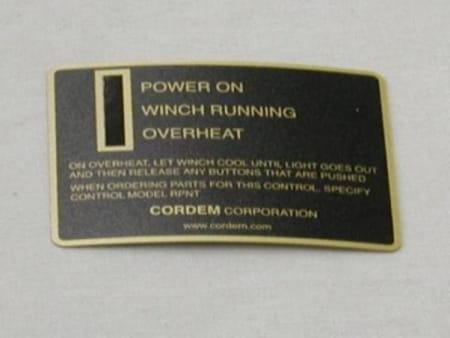 POWER ON
WINCH RUNNING
OVERHEAT
ON OVERHEAT, LET WINCH COOL UNTIL LIGHT GOES OUT
AND THEN RELEASE ANY BUTTONS THAT ARE PUSHED
WHEN ORDERING PARTS FOR THIS CONTROL, SPECIFY
CONTROL MODEL RPNT
CORDEM CORPORATION
www.cordem.com